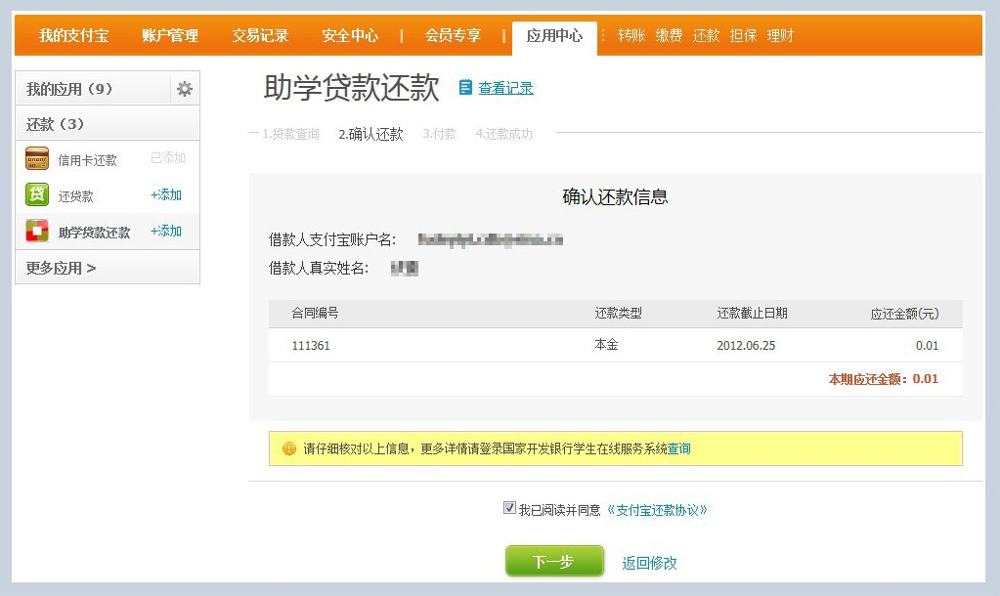 我的支付宝 账户管理 交易记录 安全中心 | 会员专享 | 应用中心 转账 缴费 还款 担保 理财
我的应用（9）
还款（3）
信用卡还款 已添加
贷 还贷款 +添加
助学贷款还款 +添加
更多应用 >
助学贷款还款 查看记录
1.贷款查询 2.确认还款 3.付款 4.还款成功
确认还款信息
借款人支付宝账户名：
借款人真实姓名：
合同编号 还款类型 还款截止日期 应还金额(元)
111361 本金 2012.06.25 0.01
本期应还金额：0.01
请仔细核对以上信息，更多详情请登录国家开发银行学生在线服务系统查询
我已阅读并同意《支付宝还款协议》
下一步 返回修改